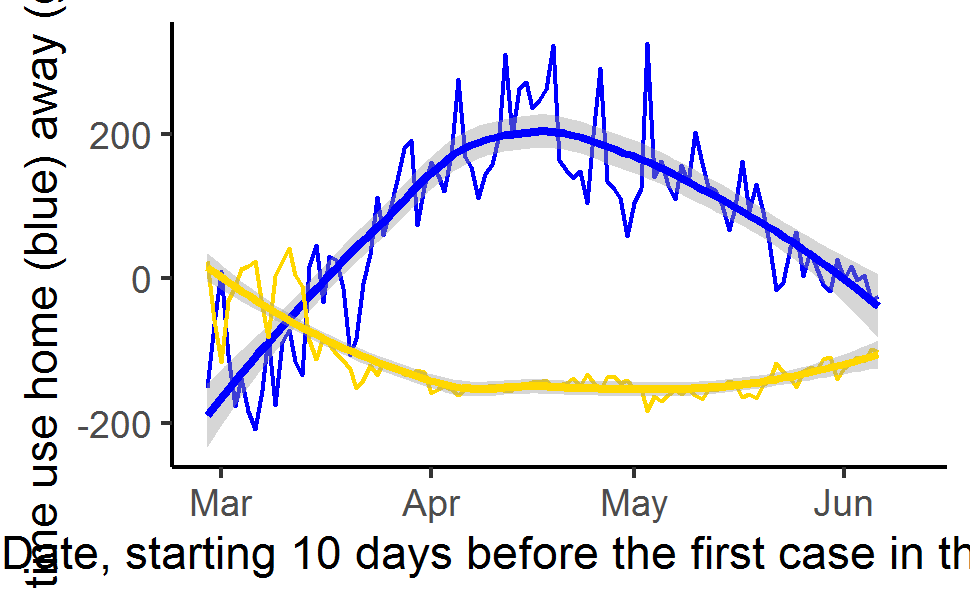 time use home (blue) away (
200
0
-200
Mar Apr May Jun
Date, starting 10 days before the first case in th